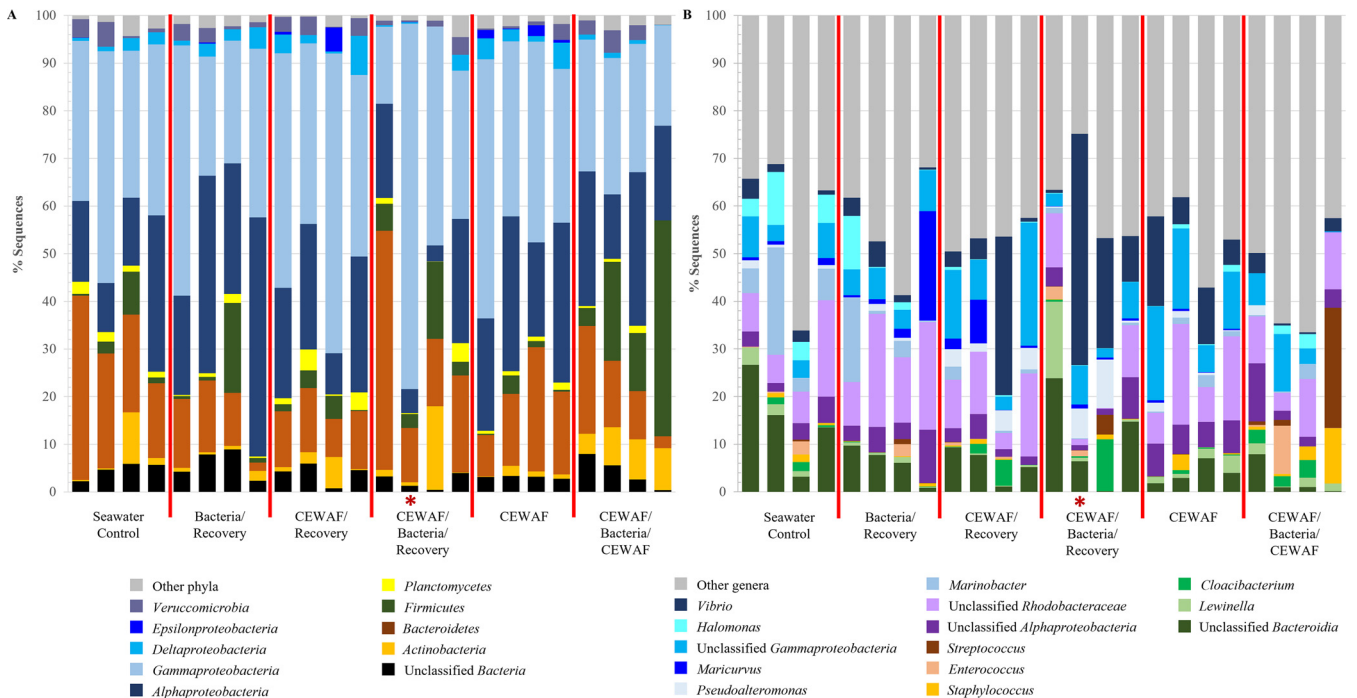 A
B
% Sequences
100
90
80
70
60
50
40
30
20
10
0
Seawater
Control
Bacteria/
Recovery
CEWAF/
Recovery
*
CEWAF/
Bacteria/
Recovery
CEWAF
CEWAF/
Bacteria/
CEWAF
% Sequences
100
90
80
70
60
50
40
30
20
10
0
Seawater
Control
Bacteria/
Recovery
CEWAF/
Recovery
*
CEWAF/
Bacteria/
Recovery
CEWAF
CEWAF/
Bacteria/
CEWAF
Other phyla
Veruccomicrobia
Epsilonproteobacteria
Deltaproteobacteria
Gammaproteobacteria
Alphaproteobacteria
Planctomycetes
Firmicutes
Bacteroidetes
Actinobacteria
Unclassified Bacteria
Other genera
Vibrio
Halomonas
Unclassified Gammaproteobacteria
Maricurvus
Pseudoalteromonas
Marinobacter
Unclassified Rhodobacteraceae
Unclassified Alphaproteobacteria
Streptococcus
Enterococcus
Staphylococcus
Cloacibacterium
Lewinella
Unclassified Bacteroidia